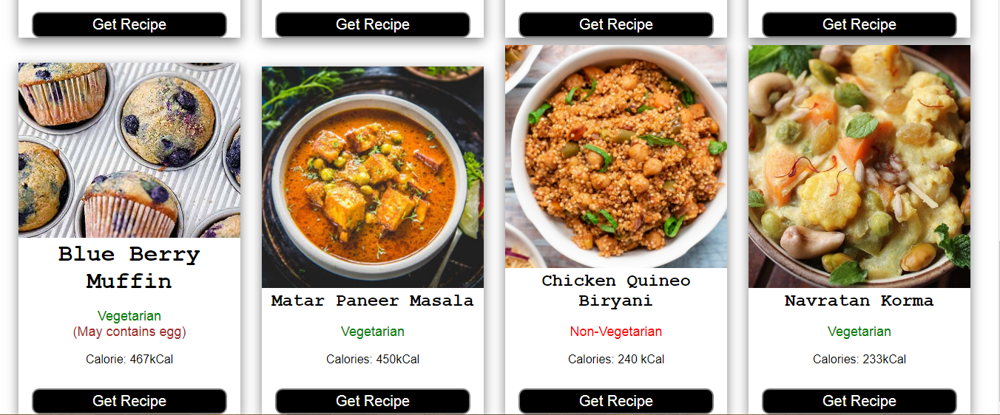 Get Recipe
Get Recipe
Get Recipe
Get Recipe
Blue Berry
Muffin
Vegetarian
(May contains egg)
Calorie: 467kCal
Get Recipe
Matar Paneer Masala
Vegetarian
Calories: 450kCal
Get Recipe
Chicken Quineo
Biryani
Non-Vegetarian
Calories: 240 kCal
Get Recipe
Navratan Korma
Vegetarian
Calories: 233kCal
Get Recipe